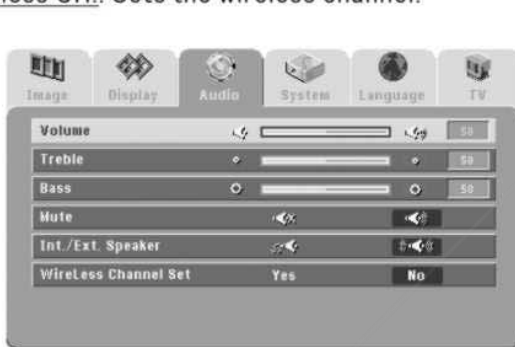 Sets the wireless channel.
Image Display Audio System Language TV
Volume 50
Treble 50
Bass 50
Mute
Int./Ext. Speaker
WireLess Channel Set Yes No